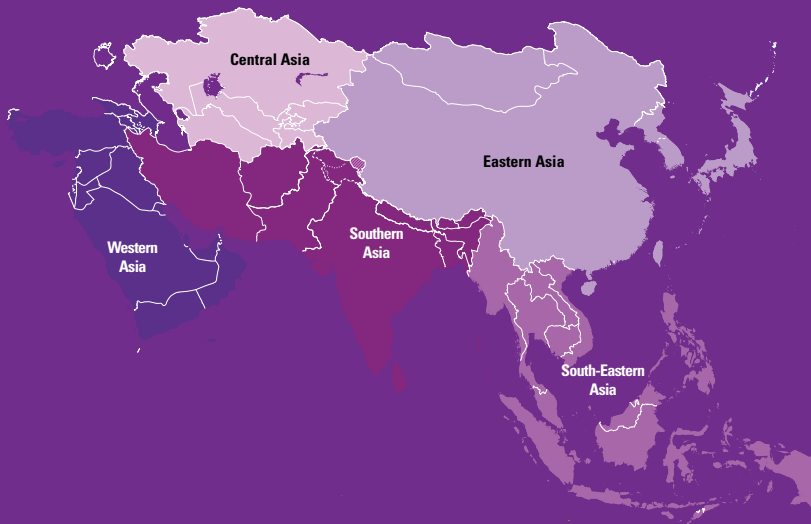 Central Asia
Eastern Asia
Southern
Asia
Western
Asia
South-Eastern
Asia